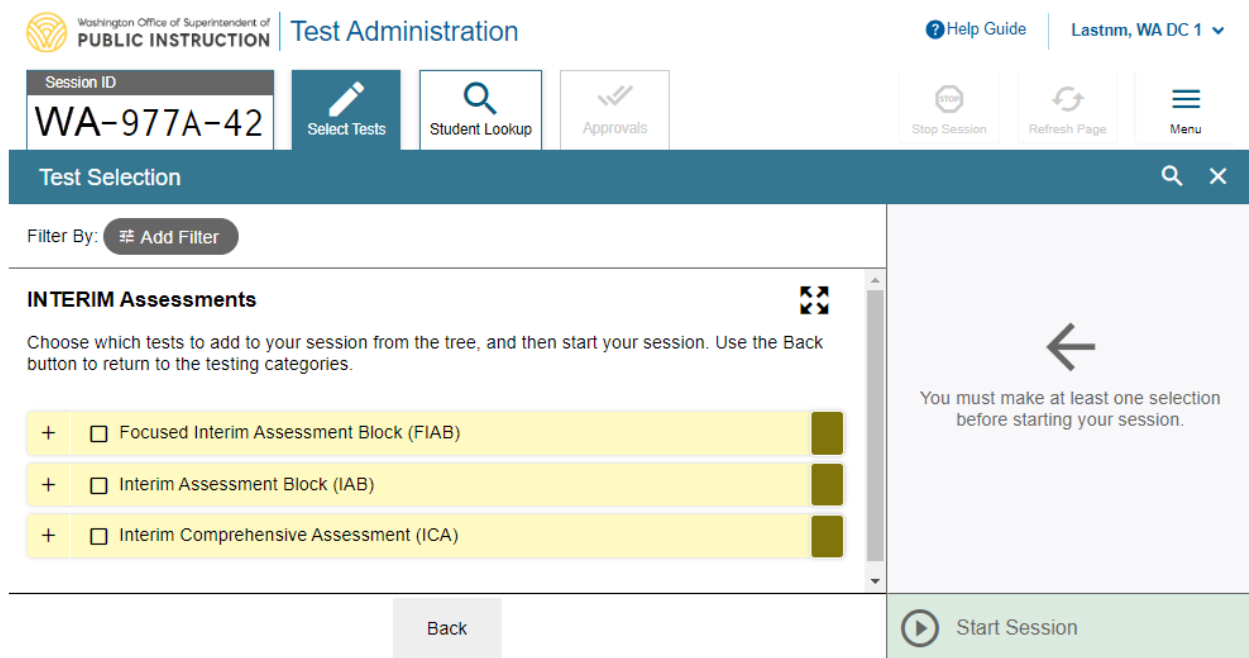 Washington Office of Superintendent of
PUBLIC INSTRUCTION
Test Administration
? Help Guide
Lastnm, WA DC 1
Session ID
WA-977A-42
Select Tests
Student Lookup
Approvals
STOP
Stop Session
Refresh Page
Menu
Test Selection
Filter By: Add Filter
INTERIM Assessments
Choose which tests to add to your session from the tree, and then start your session. Use the Back
button to return to the testing categories.
+ Focused Interim Assessment Block (FIAB)
+ Interim Assessment Block (IAB)
+ Interim Comprehensive Assessment (ICA)
You must make at least one selection
before starting your session.
Back
Start Session